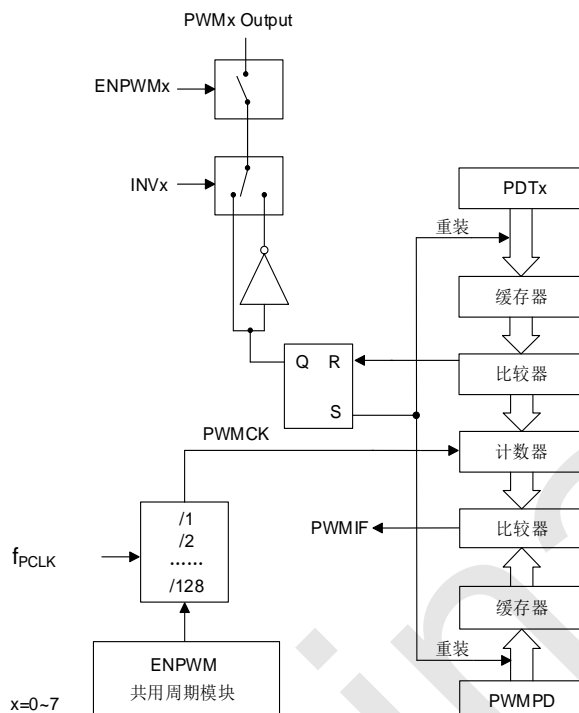 PWMx Output
ENPWMx
INVx
PDTx
重装
缓存器
Q R
S
比较器
PWMCK
计数器
/1
/2
……
/128
fPCLK
PWMIF
比较器
缓存器
重装
ENPWM
共用周期模块
PWMPD
x=0~7